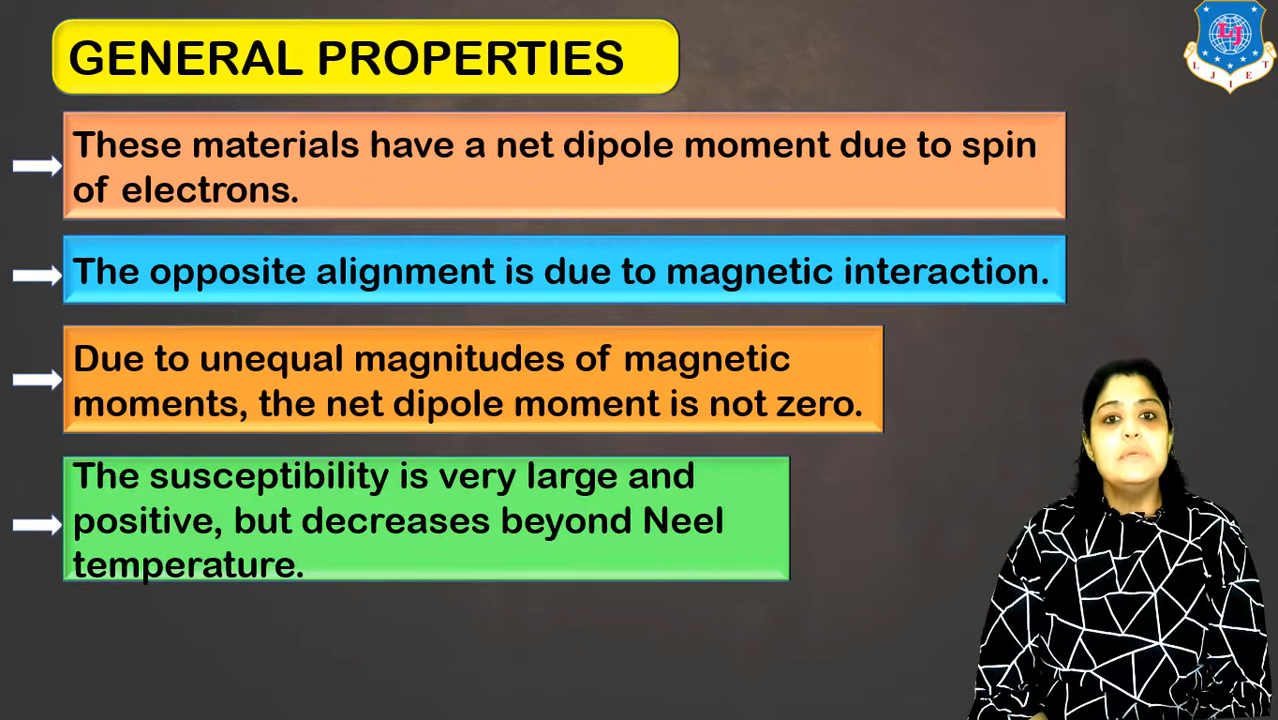 GENERAL PROPERTIES
LJ
L J I E T
These materials have a net dipole moment due to spin
of electrons.
The opposite alignment is due to magnetic interaction.
Due to unequal magnitudes of magnetic
moments, the net dipole moment is not zero.
The susceptibility is very large and
positive, but decreases beyond Neel
temperature.